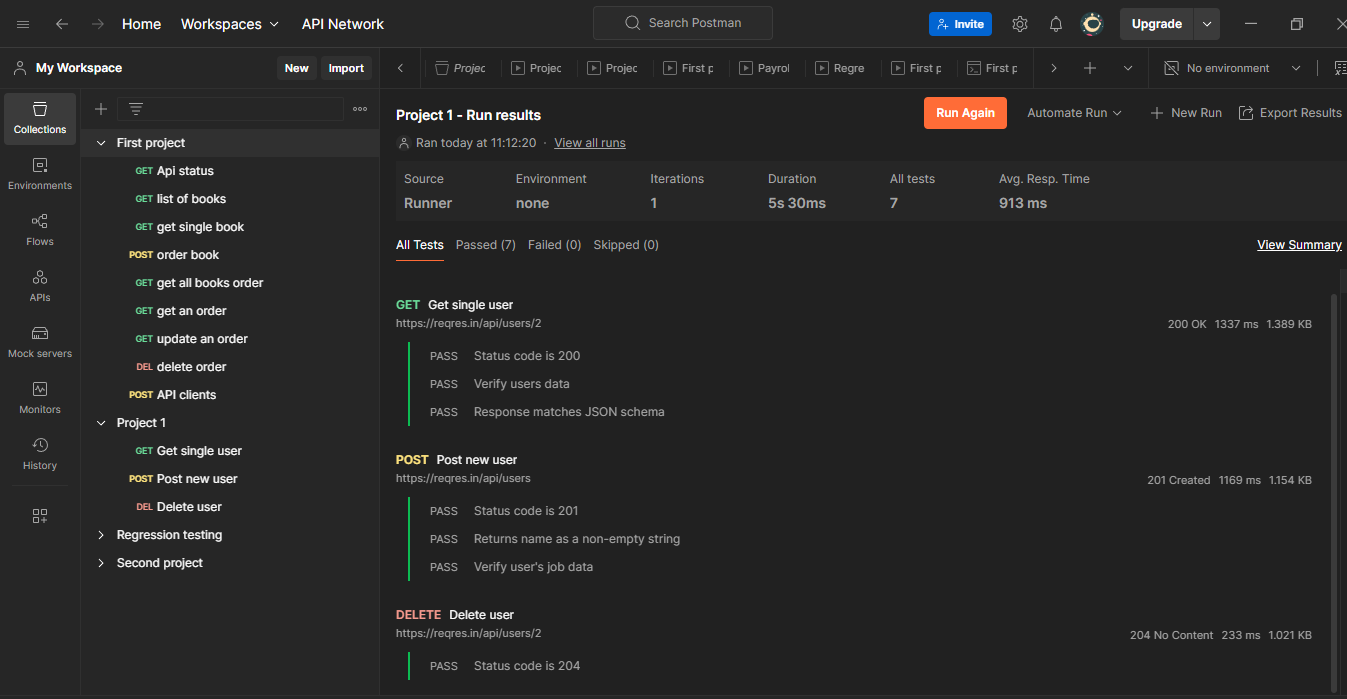 Home Workspaces API Network Search Postman Invite Upgrade
My Workspace New Import Projec Projec Projec First p Payrol Regre First p First p No environment
Collections
Environments
Flows
APIs
Mock servers
Monitors
History
First project
GET Api status
GET list of books
GET get single book
POST order book
GET get all books order
GET get an order
GET update an order
DEL delete order
POST API clients
Project 1
GET Get single user
POST Post new user
DEL Delete user
Regression testing
Second project
Project 1 - Run results Run Again Automate Run New Run Export Results
Ran today at 11:12:20 · View all runs
Source Environment Iterations Duration All tests Avg. Resp. Time
Runner none 1 5s 30ms 7 913 ms
All Tests Passed (7) Failed (0) Skipped (0) View Summary
GET Get single user
https://reqres.in/api/users/2 200 OK 1337 ms 1.389 KB
PASS Status code is 200
PASS Verify users data
PASS Response matches JSON schema
POST Post new user
https://reqres.in/api/users 201 Created 1169 ms 1.154 KB
PASS Status code is 201
PASS Returns name as a non-empty string
PASS Verify user's job data
DELETE Delete user
https://reqres.in/api/users/2 204 No Content 233 ms 1.021 KB
PASS Status code is 204